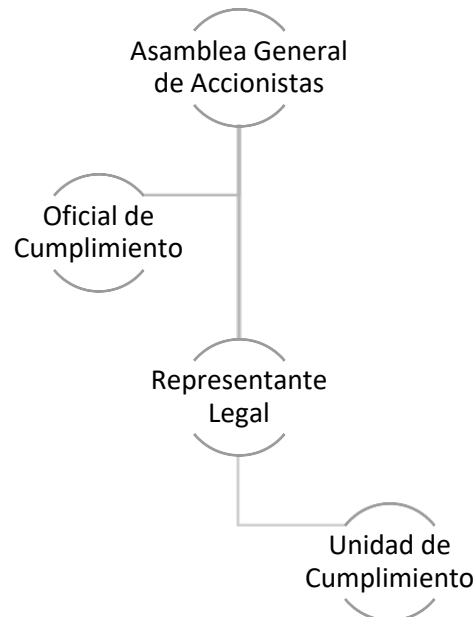 Asamblea General
de Accionistas
Oficial de
Cumplimiento
Representante
Legal
Unidad de
Cumplimiento